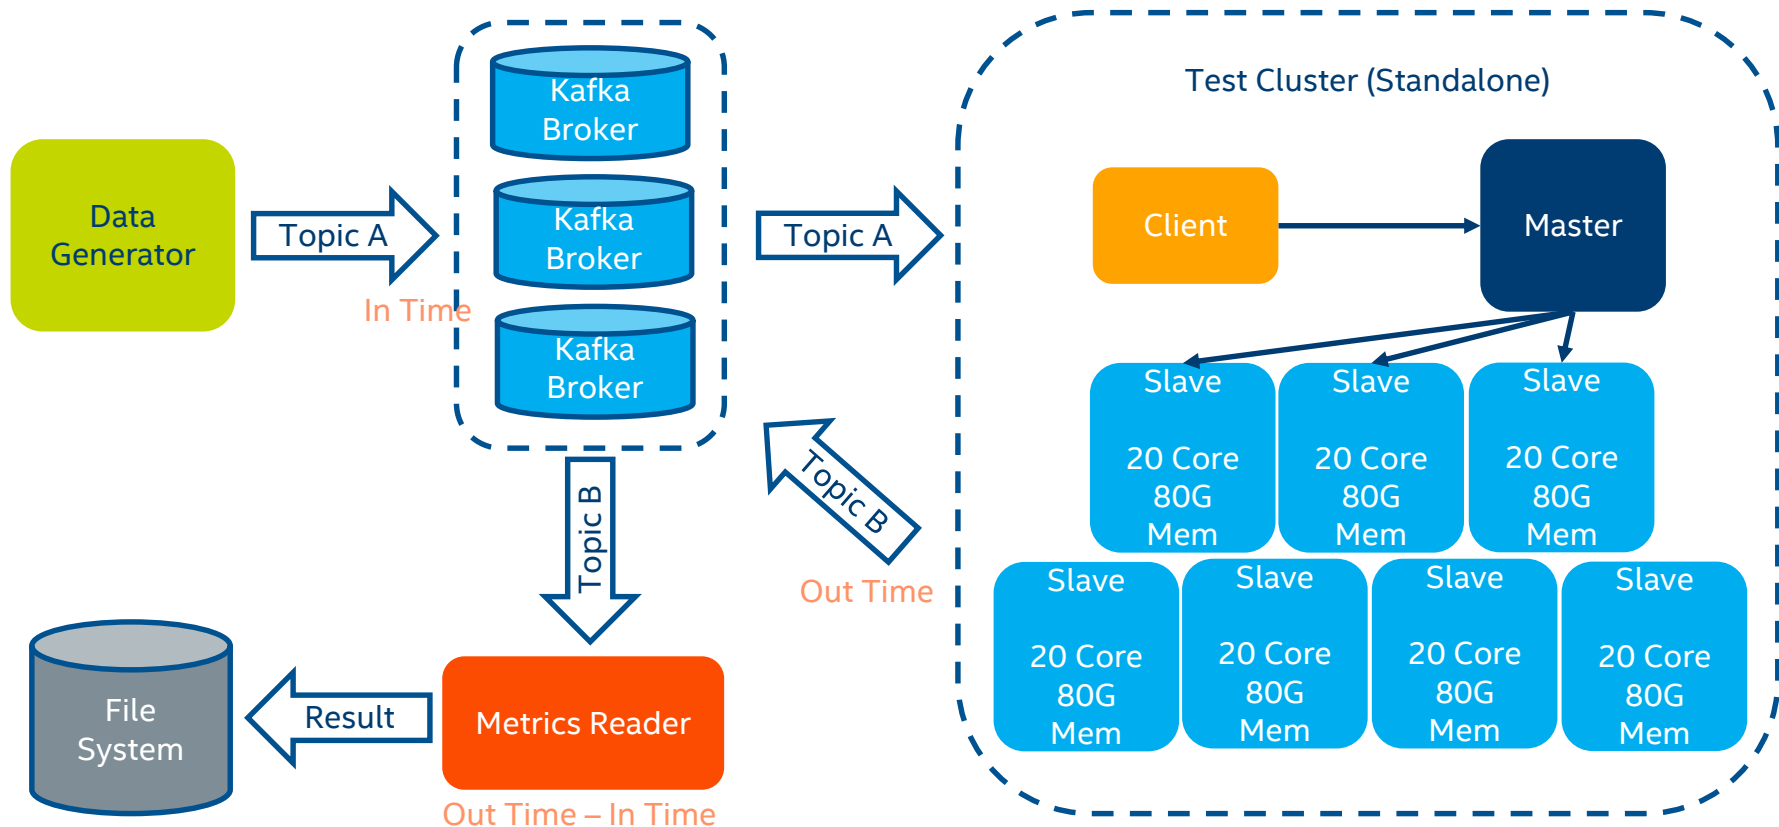 Data
Generator
Topic A
In Time
Kafka
Broker
Kafka
Broker
Kafka
Broker
Topic A
Topic B
Out Time
Topic B
Metrics Reader
Out Time – In Time
Result
File
System
Test Cluster (Standalone)
Client
Master
Slave
20 Core
80G
Mem
Slave
20 Core
80G
Mem
Slave
20 Core
80G
Mem
Slave
20 Core
80G
Mem
Slave
20 Core
80G
Mem
Slave
20 Core
80G
Mem
Slave
20 Core
80G
Mem